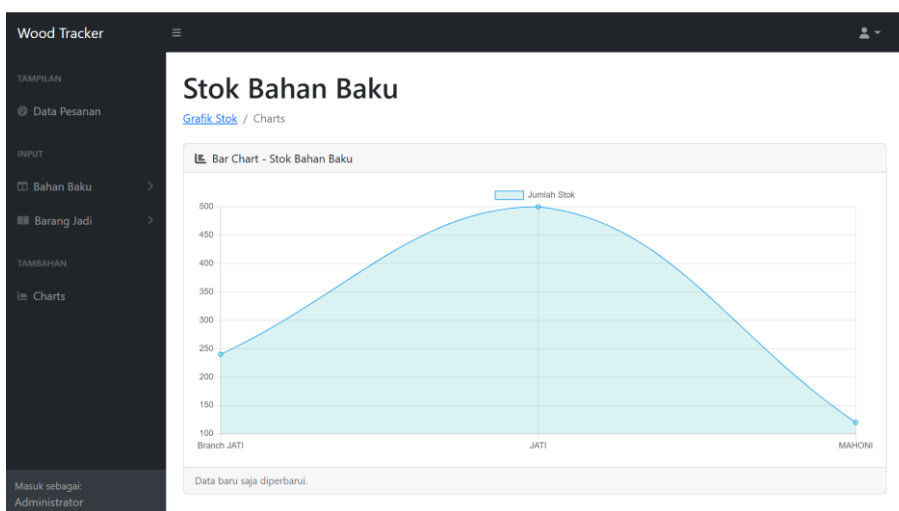 Wood Tracker
TAMPILAN
Data Pesanan
INPUT
Bahan Baku
Barang Jadi
TAMBAHAN
Charts
Masuk sebagai:
Administrator
Stok Bahan Baku
Grafik Stok / Charts
Bar Chart - Stok Bahan Baku
Jumlah Stok
500
450
400
350
300
250
200
150
100
Branch JATI JATI MAHONI
Data baru saja diperbarui.